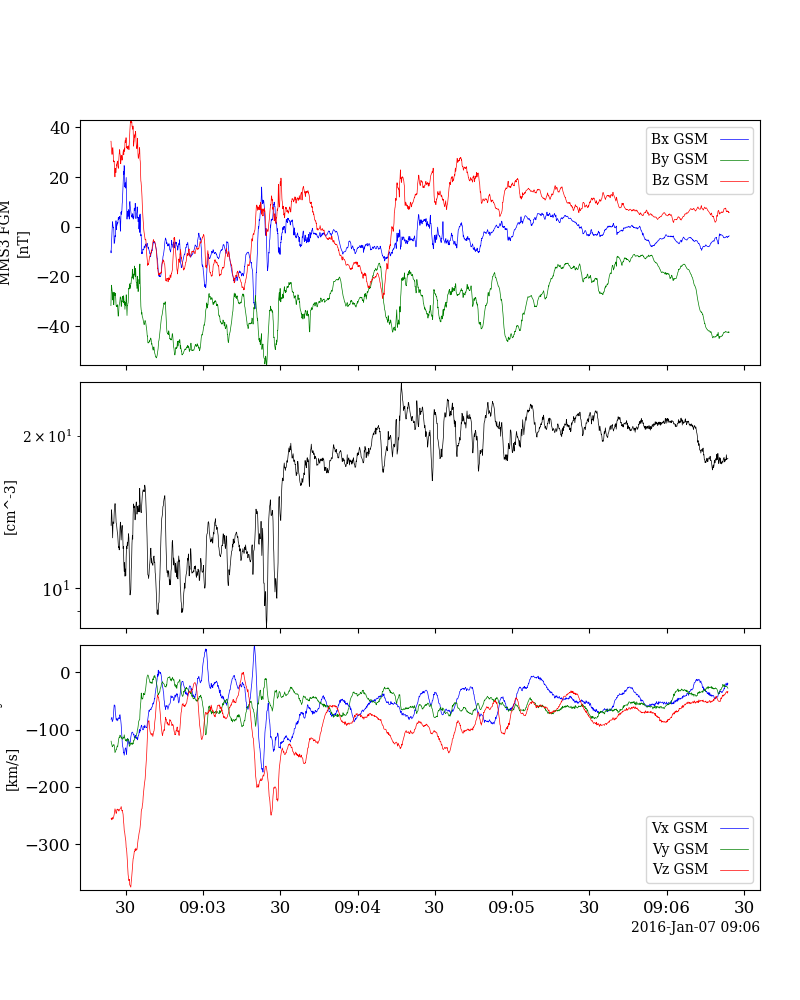 40
20
0
−20
−40
MMS3 FGM
[nT]
Bx GSM
By GSM
Bz GSM
2 × 10¹
10¹
[cm^-3]
0
−100
−200
−300
[km/s]
Vx GSM
Vy GSM
Vz GSM
30 09:03 30 09:04 30 09:05 30 09:06 30
2016-Jan-07 09:06